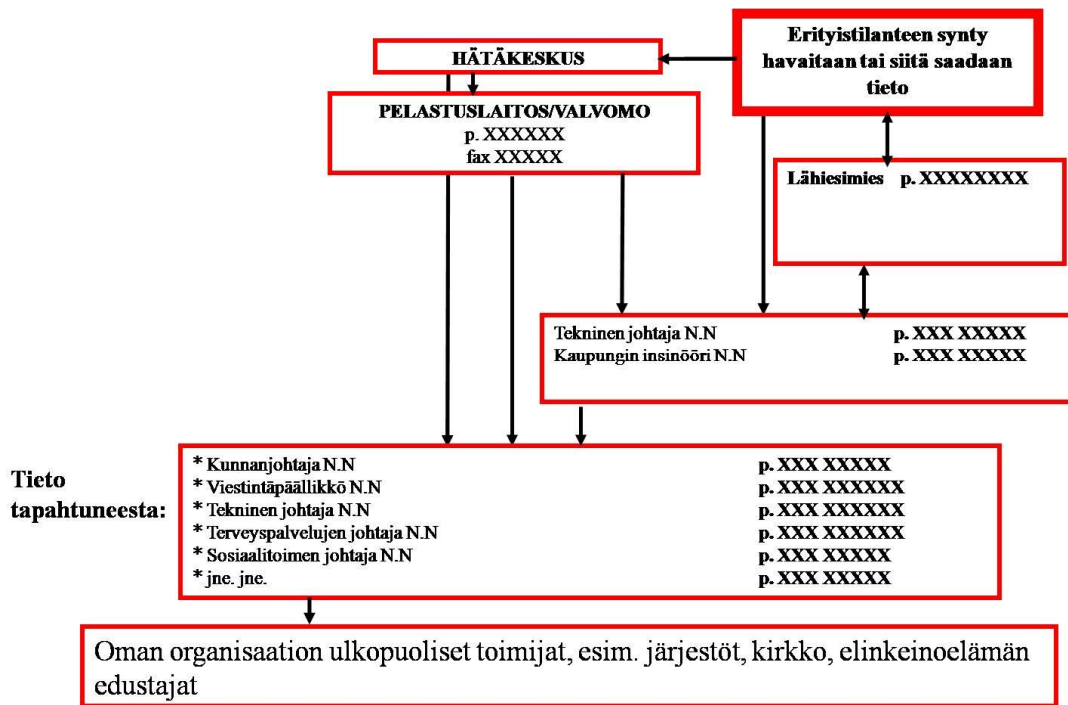 Erityistilanteen synty
havaitaan tai siitä saadaan
tieto
HÄTÄKESKUS
PELASTUSLAITOS/VALVOMO
p. XXXXXX
fax XXXXX
Lähiesimies p. XXXXXXXX
Tekninen johtaja N.N p. XXX XXXXX
Kaupungin insinööri N.N p. XXX XXXXX
Tieto
tapahtuneesta:
* Kunnanjohtaja N.N p. XXX XXXXX
* Viestintäpäällikkö N.N p. XXX XXXXXX
* Tekninen johtaja N.N p. XXX XXXXXX
* Terveyspalvelujen johtaja N.N p. XXX XXXXXX
* Sosiaalitoimen johtaja N.N p. XXX XXXXX
* jne. jne. p. XXX XXXXX
Oman organisaation ulkopuoliset toimijat, esim. järjestöt, kirkko, elinkeinoelämän
edustajat